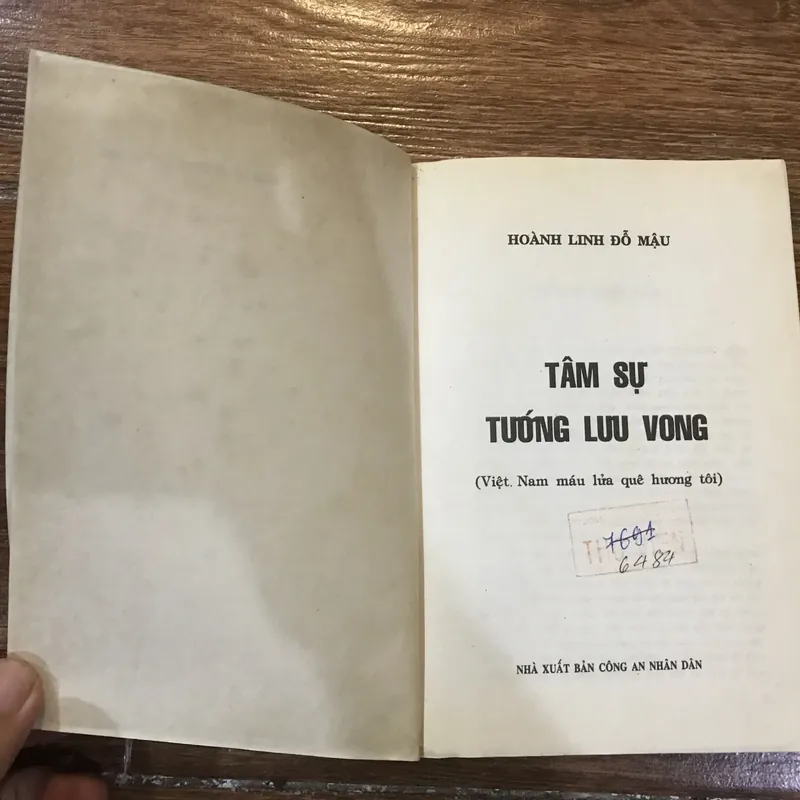 HOÀNH LINH ĐỖ MẬU
TÂM SỰ
TƯỚNG LƯU VONG
(Việt. Nam máu lửa quê hương tôi)
7691
6484
NHÀ XUẤT BẢN CÔNG AN NHÂN DÂN